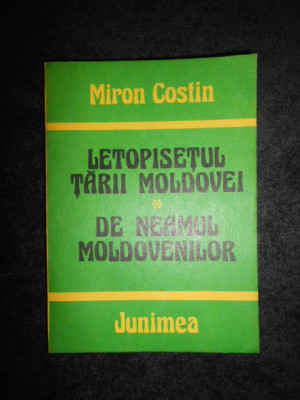 Miron Costin
LETOPISEȚUL
ȚĂRII MOLDOVEI
DE NEAMUL
MOLDOVENILOR
Junimea